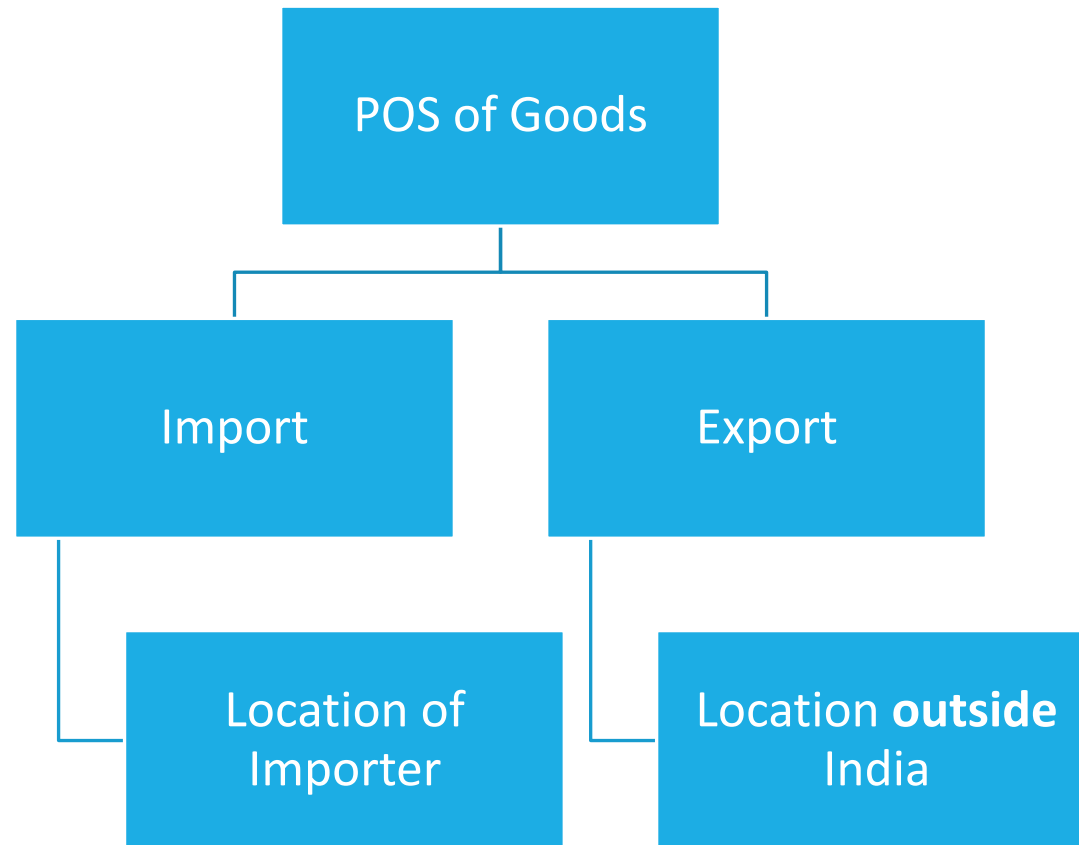 POS of Goods
Import
Export
Location of
Importer
Location outside
India